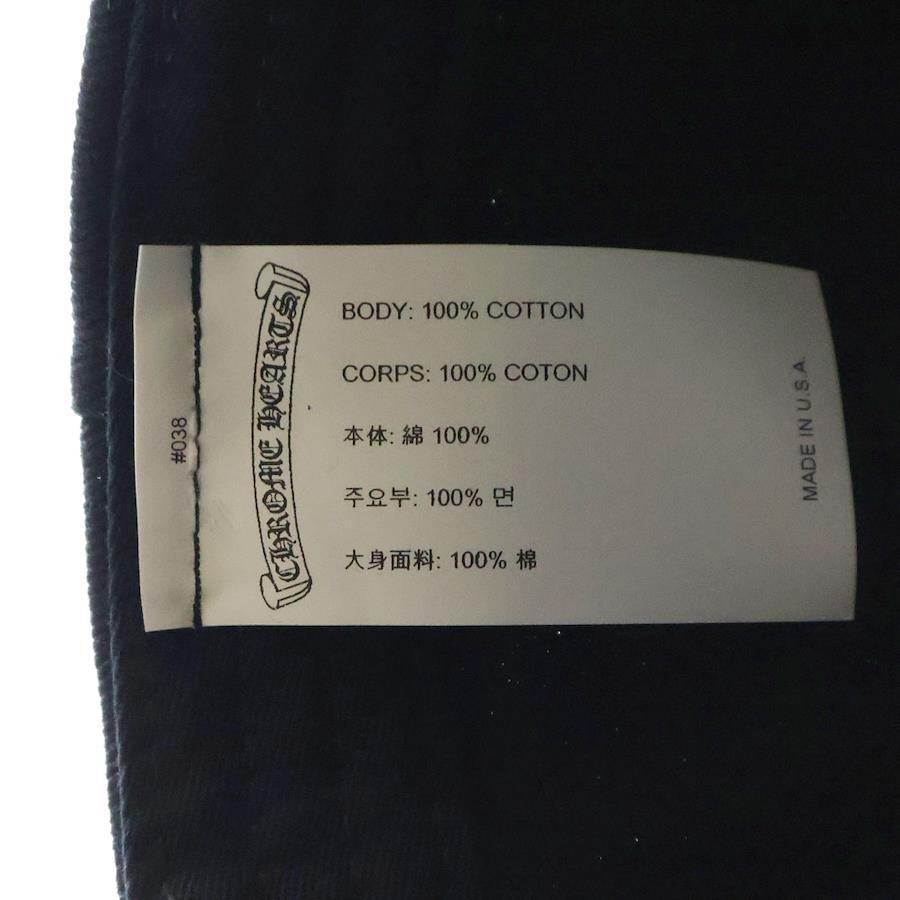 #038
CHROME HEARTS
BODY: 100% COTTON
CORPS: 100% COTON
本体: 綿 100%
주요부: 100% 면
大身面料: 100% 棉
MADE IN U.S.A.